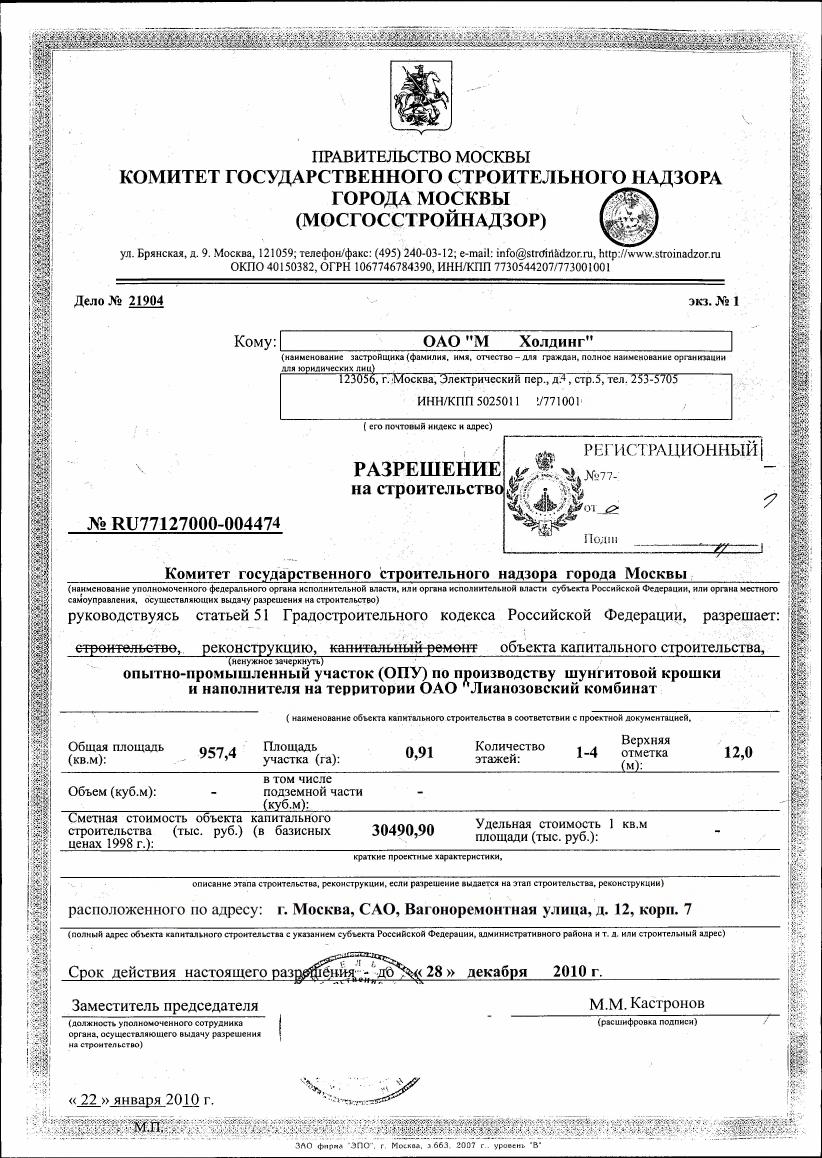 ПРАВИТЕЛЬСТВО МОСКВЫ
КОМИТЕТ ГОСУДАРСТВЕННОГО СТРОИТЕЛЬНОГО НАДЗОРА
ГОРОДА МОСКВЫ
(МОСГОССТРОЙНАДЗОР)
ул. Брянская, д. 9. Москва, 121059; телефон/факс: (495) 240-03-12; e-mail: info@stroinadzor.ru, http://www.stroinadzor.ru
ОКПО 40150382, ОГРН 1067746784390, ИНН/КПП 7730544207/773001001
Дело № 21904 экз. № 1
Кому: ОАО "М Холдинг"
(наименование застройщика (фамилия, имя, отчество – для граждан, полное наименование организации
для юридических лиц)
123056, г. Москва, Электрический пер., д.4 , стр.5, тел. 253-5705
ИНН/КПП 5025011 /771001
( его почтовый индекс и адрес)
РЕГИСТРАЦИОННЫЙ
РАЗРЕШЕНИЕ
№77-
на строительство
от
№ RU77127000-004474
Подп
Комитет государственного строительного надзора города Москвы
(наименование уполномоченного федерального органа исполнительной власти, или органа исполнительной власти субъекта Российской Федерации, или органа местного
самоуправления, осуществляющих выдачу разрешения на строительство)
руководствуясь статьей 51 Градостроительного кодекса Российской Федерации, разрешает:
строительство, реконструкцию, капитальный ремонт объекта капитального строительства,
(ненужное зачеркнуть)
опытно-промышленный участок (ОПУ) по производству шунгитовой крошки
и наполнителя на территории ОАО "Лианозовский комбинат
( наименование объекта капитального строительства в соответствии с проектной документацией,
Общая площадь (кв.м): 957,4 Площадь участка (га): 0,91 Количество этажей: 1-4 Верхняя отметка (м): 12,0
Объем (куб.м): - в том числе подземной части (куб.м): -
Сметная стоимость объекта капитального
строительства (тыс. руб.) (в базисных
ценах 1998 г.): 30490,90 Удельная стоимость 1 кв.м площади (тыс. руб.): -
краткие проектные характеристики,
описание этапа строительства, реконструкции, если разрешение выдается на этап строительства, реконструкции)
расположенного по адресу: г. Москва, САО, Вагоноремонтная улица, д. 12, корп. 7
(полный адрес объекта капитального строительства с указанием субъекта Российской Федерации, административного района и т. д. или строительный адрес)
Срок действия настоящего разрешения - до « 28 » декабря 2010 г.
Заместитель председателя М.М. Кастронов
(должность уполномоченного сотрудника
органа, осуществляющего выдачу разрешения
на строительство)
(расшифровка подписи)
« 22 » января 2010 г.
М.П.
ЗАО фирма "ЭПО", г. Москва, з.663, 2007 г., уровень "В"